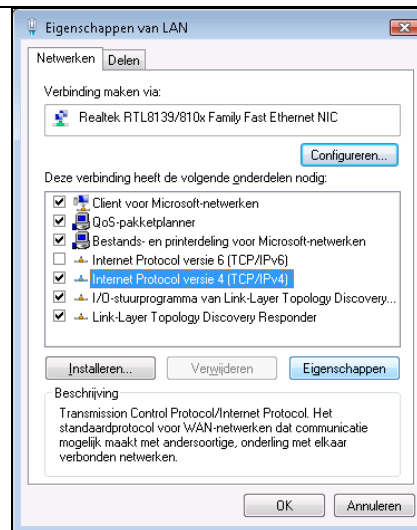 Eigenschappen van LAN
Netwerken Delen
Verbinding maken via:
Realtek RTL8139/810x Family Fast Ethernet NIC
Configureren...
Deze verbinding heeft de volgende onderdelen nodig:
Client voor Microsoft-netwerken
QoS-pakketplanner
Bestands- en printerdeling voor Microsoft-netwerken
Internet Protocol versie 6 (TCP/IPv6)
Internet Protocol versie 4 (TCP/IPv4)
I/O-stuurprogramma van Link-Layer Topology Discovery...
Link-Layer Topology Discovery Responder
Installeren... Verwijderen Eigenschappen
Beschrijving
Transmission Control Protocol/Internet Protocol. Het
standaardprotocol voor WAN-netwerken dat communicatie
mogelijk maakt met andersoortige, onderling met elkaar
verbonden netwerken.
OK Annuleren